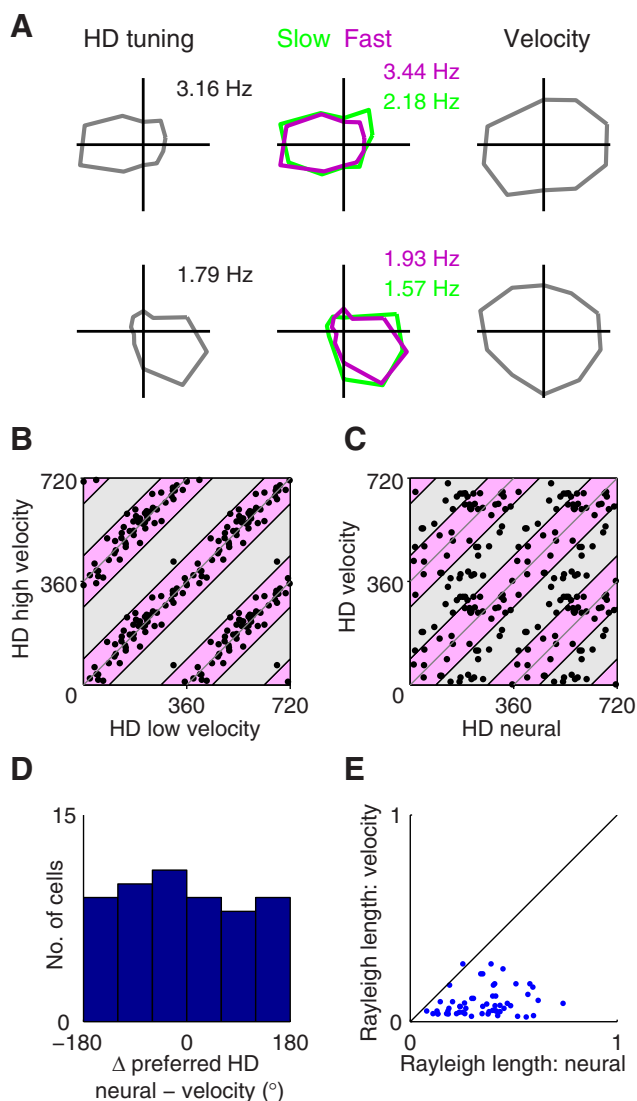 A
HD tuning
Slow Fast
Velocity
3.16 Hz
3.44 Hz
2.18 Hz
1.79 Hz
1.93 Hz
1.57 Hz
B
720
360
0
360
720
HD high velocity
HD low velocity
C
720
360
0
360
720
HD velocity
HD neural
D
15
0
−180
0
180
No. of cells
Δ preferred HD
neural − velocity (°)
E
1
0
0
1
Rayleigh length: velocity
Rayleigh length: neural